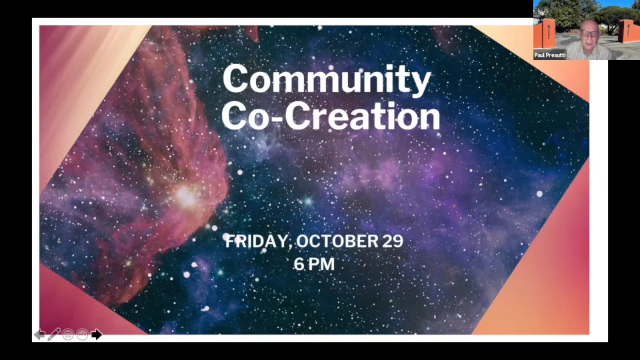 Community
Co-Creation
FRIDAY, OCTOBER 29
6 PM
Paul Presutti